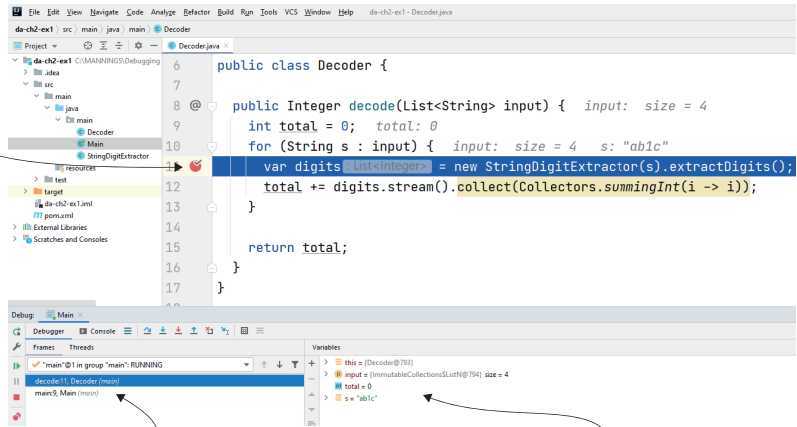 File Edit View Navigate Code Analyze Refactor Build Run Tools VCS Window Help da-ch2-ex1 - Decoder.java
da-ch2-ex1 src main java main Decoder
Project
Decoder.java
da-ch2-ex1 C:\MANNINGS\Debugging
.idea
src
main
java
main
Decoder
Main
StringDigitExtractor
resources
test
target
da-ch2-ex1.iml
pom.xml
External Libraries
Scratches and Consoles
6 public class Decoder {
7
8 @ public Integer decode(List<String> input) { input: size = 4
9 int total = 0; total: 0
10 for (String s : input) { input: size = 4 s: "ab1c"
11 var digits : List<Integer> = new StringDigitExtractor(s).extractDigits();
12 total += digits.stream().collect(Collectors.summingInt(i -> i));
13 }
14
15 return total;
16 }
17 }
Debug: Main
Debugger Console
Frames Threads
"main"@1 in group "main": RUNNING
decode:11, Decoder (main)
main:9, Main (main)
Variables
this = {Decoder@793}
input = {ImmutableCollections$ListN@794} size = 4
total = 0
s = "ab1c"